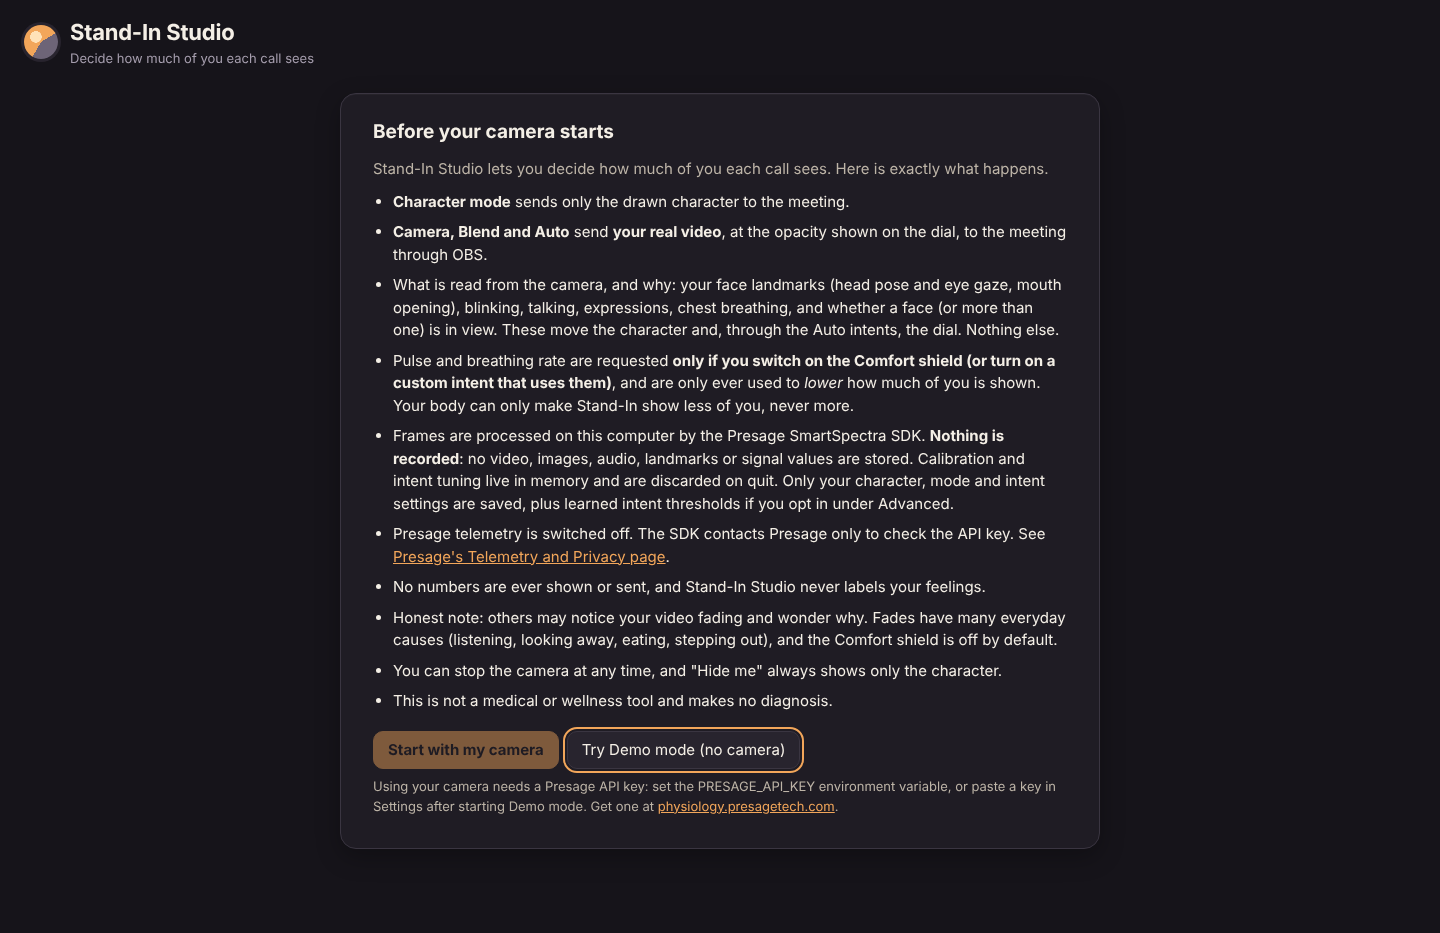 Stand-In Studio
Decide how much of you each call sees
Before your camera starts
Stand-In Studio lets you decide how much of you each call sees. Here is exactly what happens.
• Character mode sends only the drawn character to the meeting.
• Camera, Blend and Auto send your real video, at the opacity shown on the dial, to the meeting
through OBS.
• What is read from the camera, and why: your face landmarks (head pose and eye gaze, mouth
opening), blinking, talking, expressions, chest breathing, and whether a face (or more than
one) is in view. These move the character and, through the Auto intents, the dial. Nothing else.
• Pulse and breathing rate are requested only if you switch on the Comfort shield (or turn on a
custom intent that uses them), and are only ever used to lower how much of you is shown.
Your body can only make Stand-In show less of you, never more.
• Frames are processed on this computer by the Presage SmartSpectra SDK. Nothing is
recorded: no video, images, audio, landmarks or signal values are stored. Calibration and
intent tuning live in memory and are discarded on quit. Only your character, mode and intent
settings are saved, plus learned intent thresholds if you opt in under Advanced.
• Presage telemetry is switched off. The SDK contacts Presage only to check the API key. See
Presage's Telemetry and Privacy page.
• No numbers are ever shown or sent, and Stand-In Studio never labels your feelings.
• Honest note: others may notice your video fading and wonder why. Fades have many everyday
causes (listening, looking away, eating, stepping out), and the Comfort shield is off by default.
• You can stop the camera at any time, and "Hide me" always shows only the character.
• This is not a medical or wellness tool and makes no diagnosis.
Start with my camera
Try Demo mode (no camera)
Using your camera needs a Presage API key: set the PRESAGE_API_KEY environment variable, or paste a key in
Settings after starting Demo mode. Get one at physiology.presagetech.com.